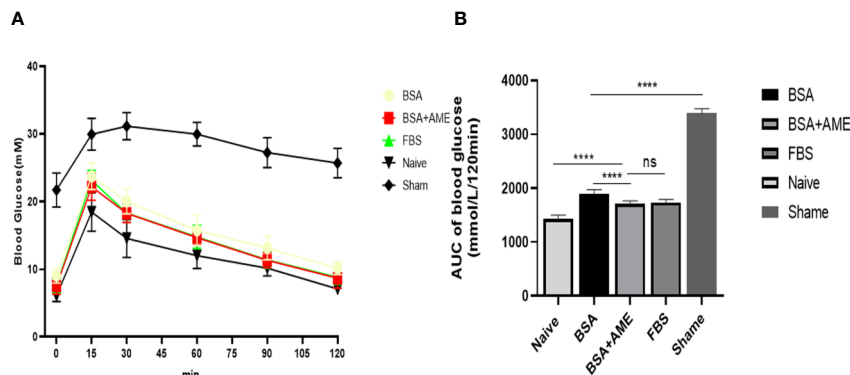 A
B
Blood Glucose(mM)
40
30
20
10
0
0 15 30 45 60 75 90 105 120
min
BSA
BSA+AME
FBS
Naive
Sham
AUC of blood glucose
(mmol/L/120min)
4000
3000
2000
1000
0
****
****
ns
****
Naive
BSA
BSA+AME
FBS
Shame
BSA
BSA+AME
FBS
Naive
Shame